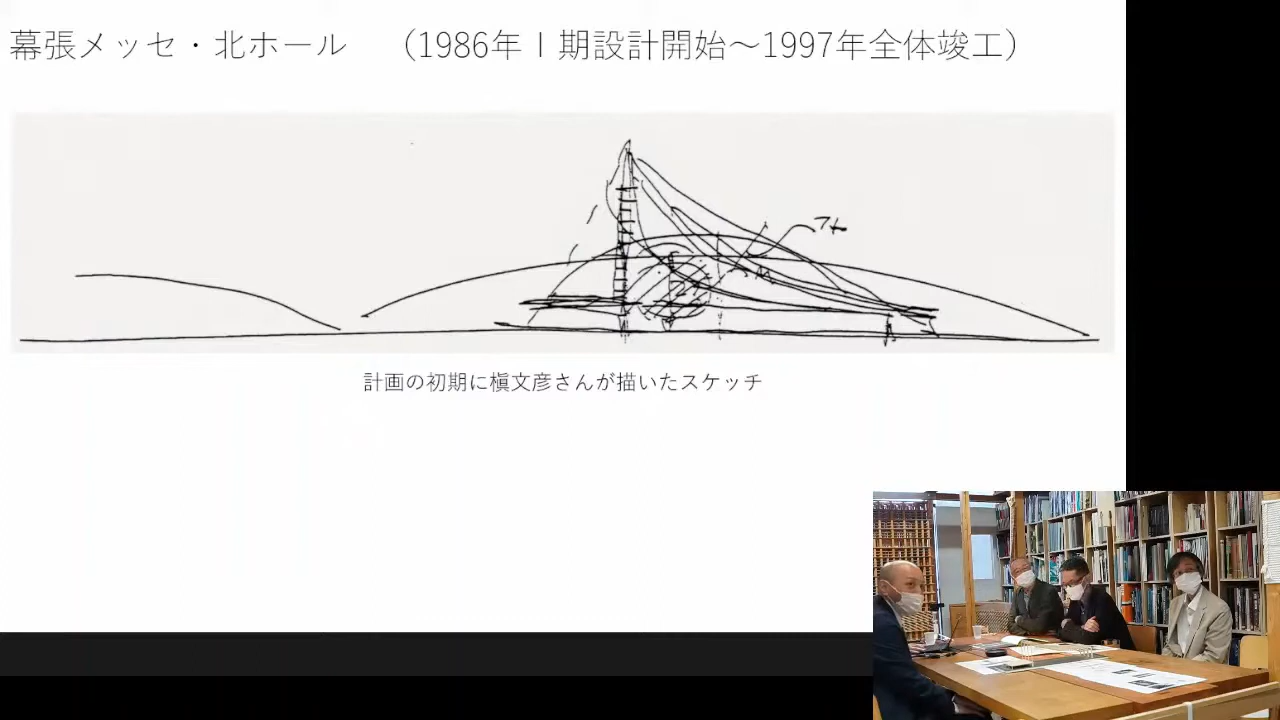 幕張メッセ・北ホール　（1986年Ⅰ期設計開始～1997年全体竣工）
計画の初期に槇文彦さんが描いたスケッチ